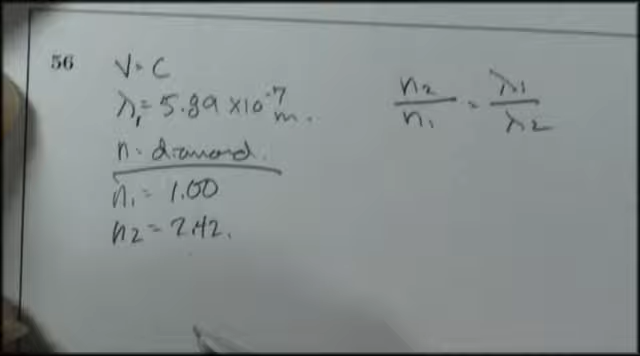 56
V = C
λ₁ = 5.89 × 10⁻⁷ m.
n = diamond.
n₁ = 1.00
n₂ = 2.42.
n₂ / n₁ = λ₁ / λ₂